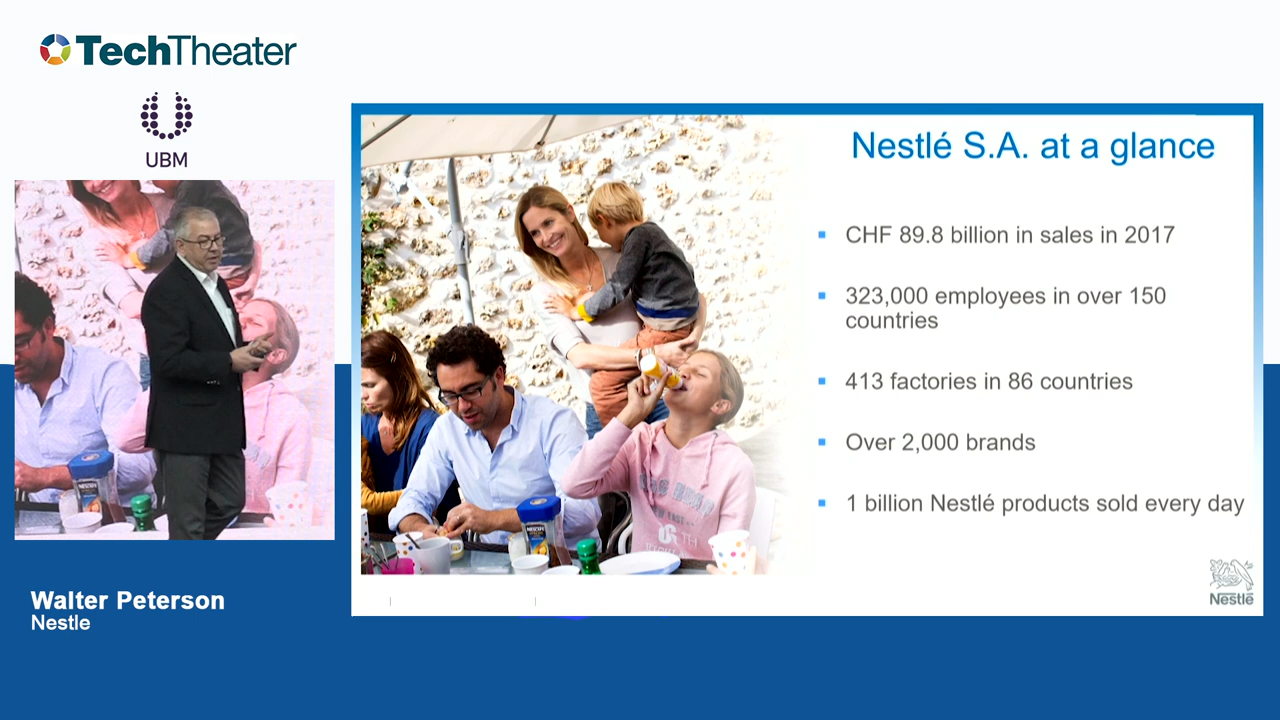 TechTheater
UBM
Nestlé S.A. at a glance
CHF 89.8 billion in sales in 2017
323,000 employees in over 150
countries
413 factories in 86 countries
Over 2,000 brands
1 billion Nestlé products sold every day
NESCAFÉ
Nestlé
Walter Peterson
Nestle